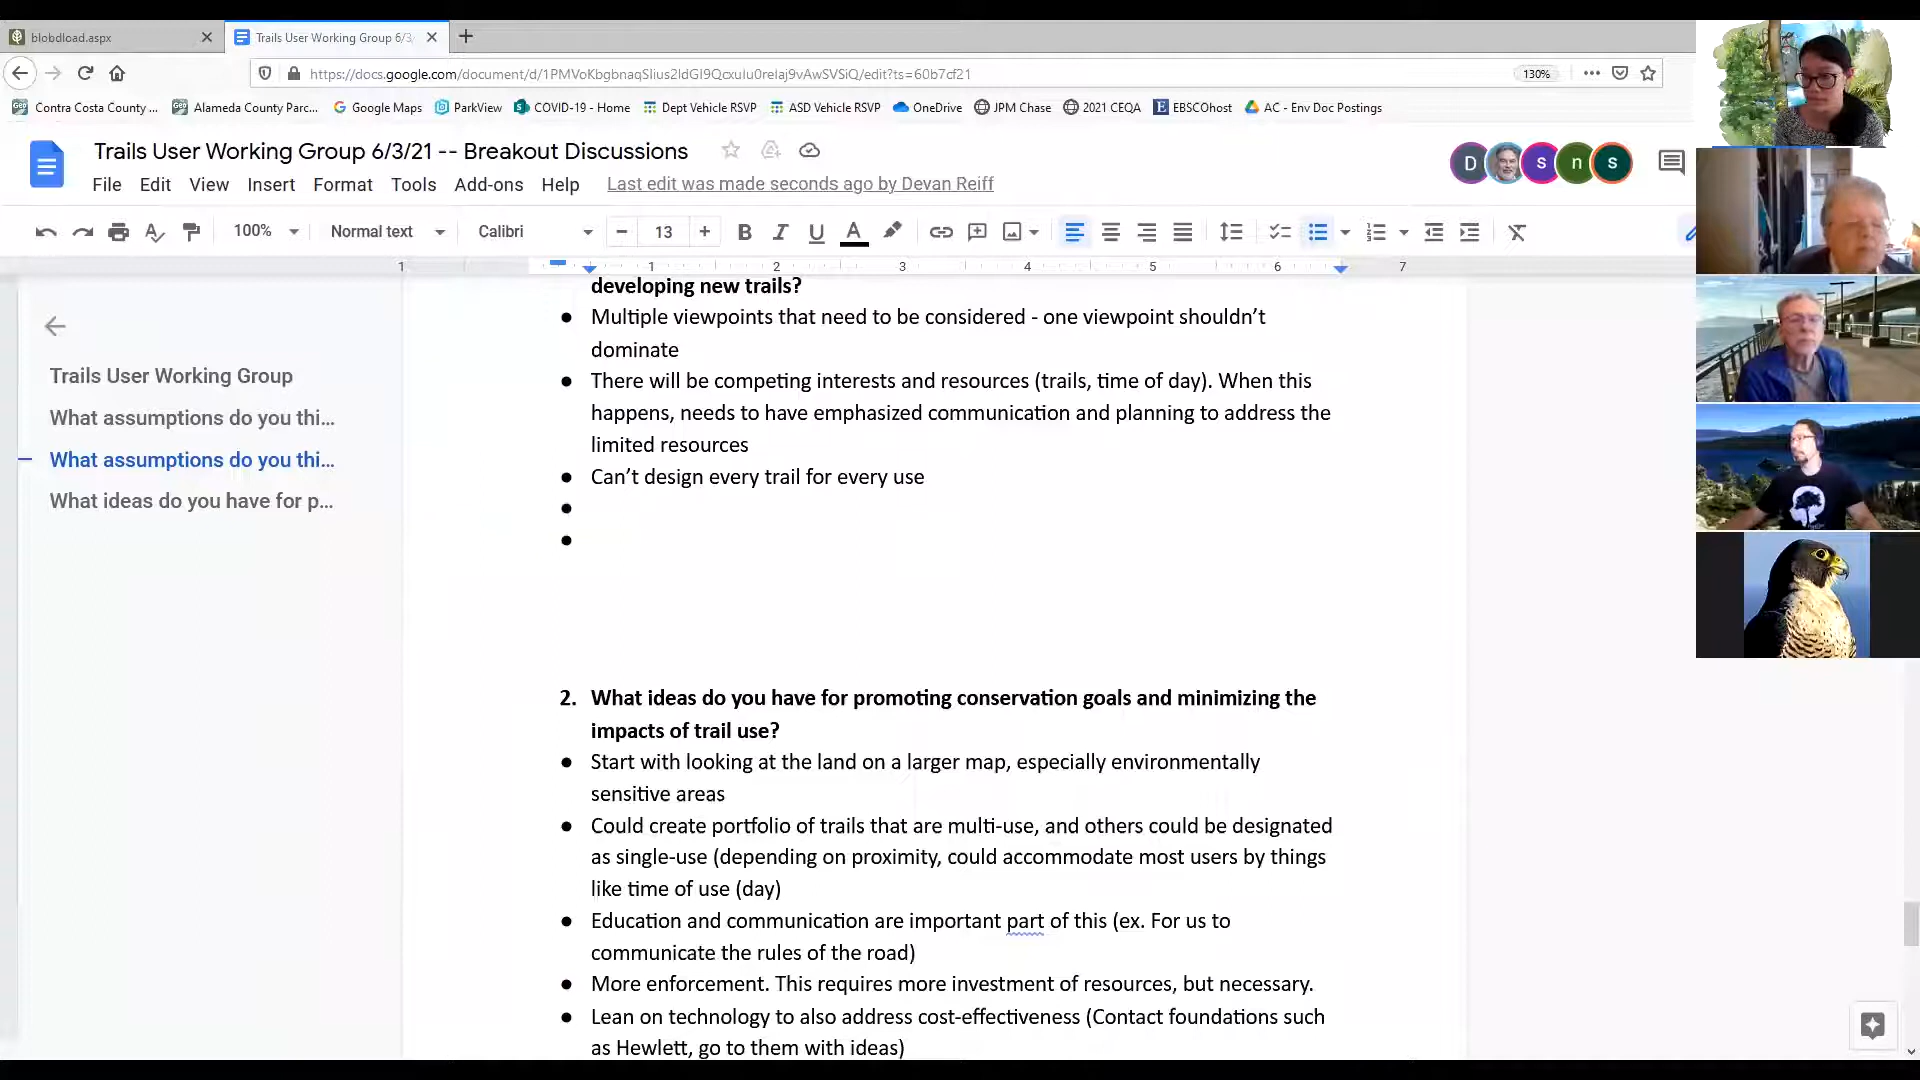 blobdload.aspx
Trails User Working Group 6/3/
https://docs.google.com/document/d/1PMVoKbgbnaqSlius2ldGI9Qcxulu0reIaj9vAwSVSiQ/edit?ts=60b7cf21
130%
Contra Costa County ...
Alameda County Parc...
Google Maps
ParkView
COVID-19 - Home
Dept Vehicle RSVP
ASD Vehicle RSVP
OneDrive
JPM Chase
2021 CEQA
EBSCOhost
AC - Env Doc Postings
Trails User Working Group 6/3/21 -- Breakout Discussions
D
s
n
s
File Edit View Insert Format Tools Add-ons Help Last edit was made seconds ago by Devan Reiff
100% Normal text Calibri − 13 + B I U A
1 1 2 3 4 5 6 7
Trails User Working Group
What assumptions do you thi...
What assumptions do you thi...
What ideas do you have for p...
developing new trails?
● Multiple viewpoints that need to be considered - one viewpoint shouldn’t
dominate
● There will be competing interests and resources (trails, time of day). When this
happens, needs to have emphasized communication and planning to address the
limited resources
● Can’t design every trail for every use
●
●
2. What ideas do you have for promoting conservation goals and minimizing the
impacts of trail use?
● Start with looking at the land on a larger map, especially environmentally
sensitive areas
● Could create portfolio of trails that are multi-use, and others could be designated
as single-use (depending on proximity, could accommodate most users by things
like time of use (day)
● Education and communication are important part of this (ex. For us to
communicate the rules of the road)
● More enforcement. This requires more investment of resources, but necessary.
● Lean on technology to also address cost-effectiveness (Contact foundations such
as Hewlett, go to them with ideas)